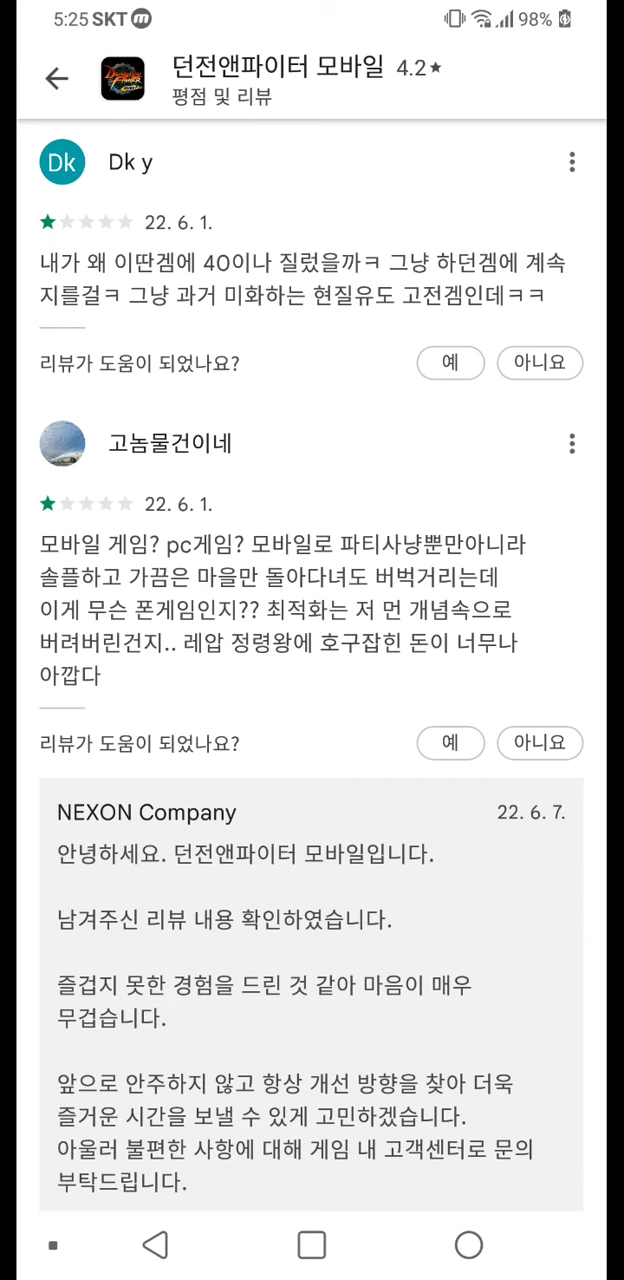 5:25 SKT m 98%
던전앤파이터 모바일 4.2★
평점 및 리뷰
Dk Dk y
22. 6. 1.
내가 왜 이딴겜에 40이나 질렀을까ㅋ 그냥 하던겜에 계속
지를걸ㅋ 그냥 과거 미화하는 현질유도 고전겜인데ㅋㅋ
리뷰가 도움이 되었나요? 예 아니요
고놈물건이네
22. 6. 1.
모바일 게임? pc게임? 모바일로 파티사냥뿐만아니라
솔플하고 가끔은 마을만 돌아다녀도 버벅거리는데
이게 무슨 폰게임인지?? 최적화는 저 먼 개념속으로
버려버린건지.. 레압 정령왕에 호구잡힌 돈이 너무나
아깝다
리뷰가 도움이 되었나요? 예 아니요
NEXON Company 22. 6. 7.
안녕하세요. 던전앤파이터 모바일입니다.
남겨주신 리뷰 내용 확인하였습니다.
즐겁지 못한 경험을 드린 것 같아 마음이 매우
무겁습니다.
앞으로 안주하지 않고 항상 개선 방향을 찾아 더욱
즐거운 시간을 보낼 수 있게 고민하겠습니다.
아울러 불편한 사항에 대해 게임 내 고객센터로 문의
부탁드립니다.